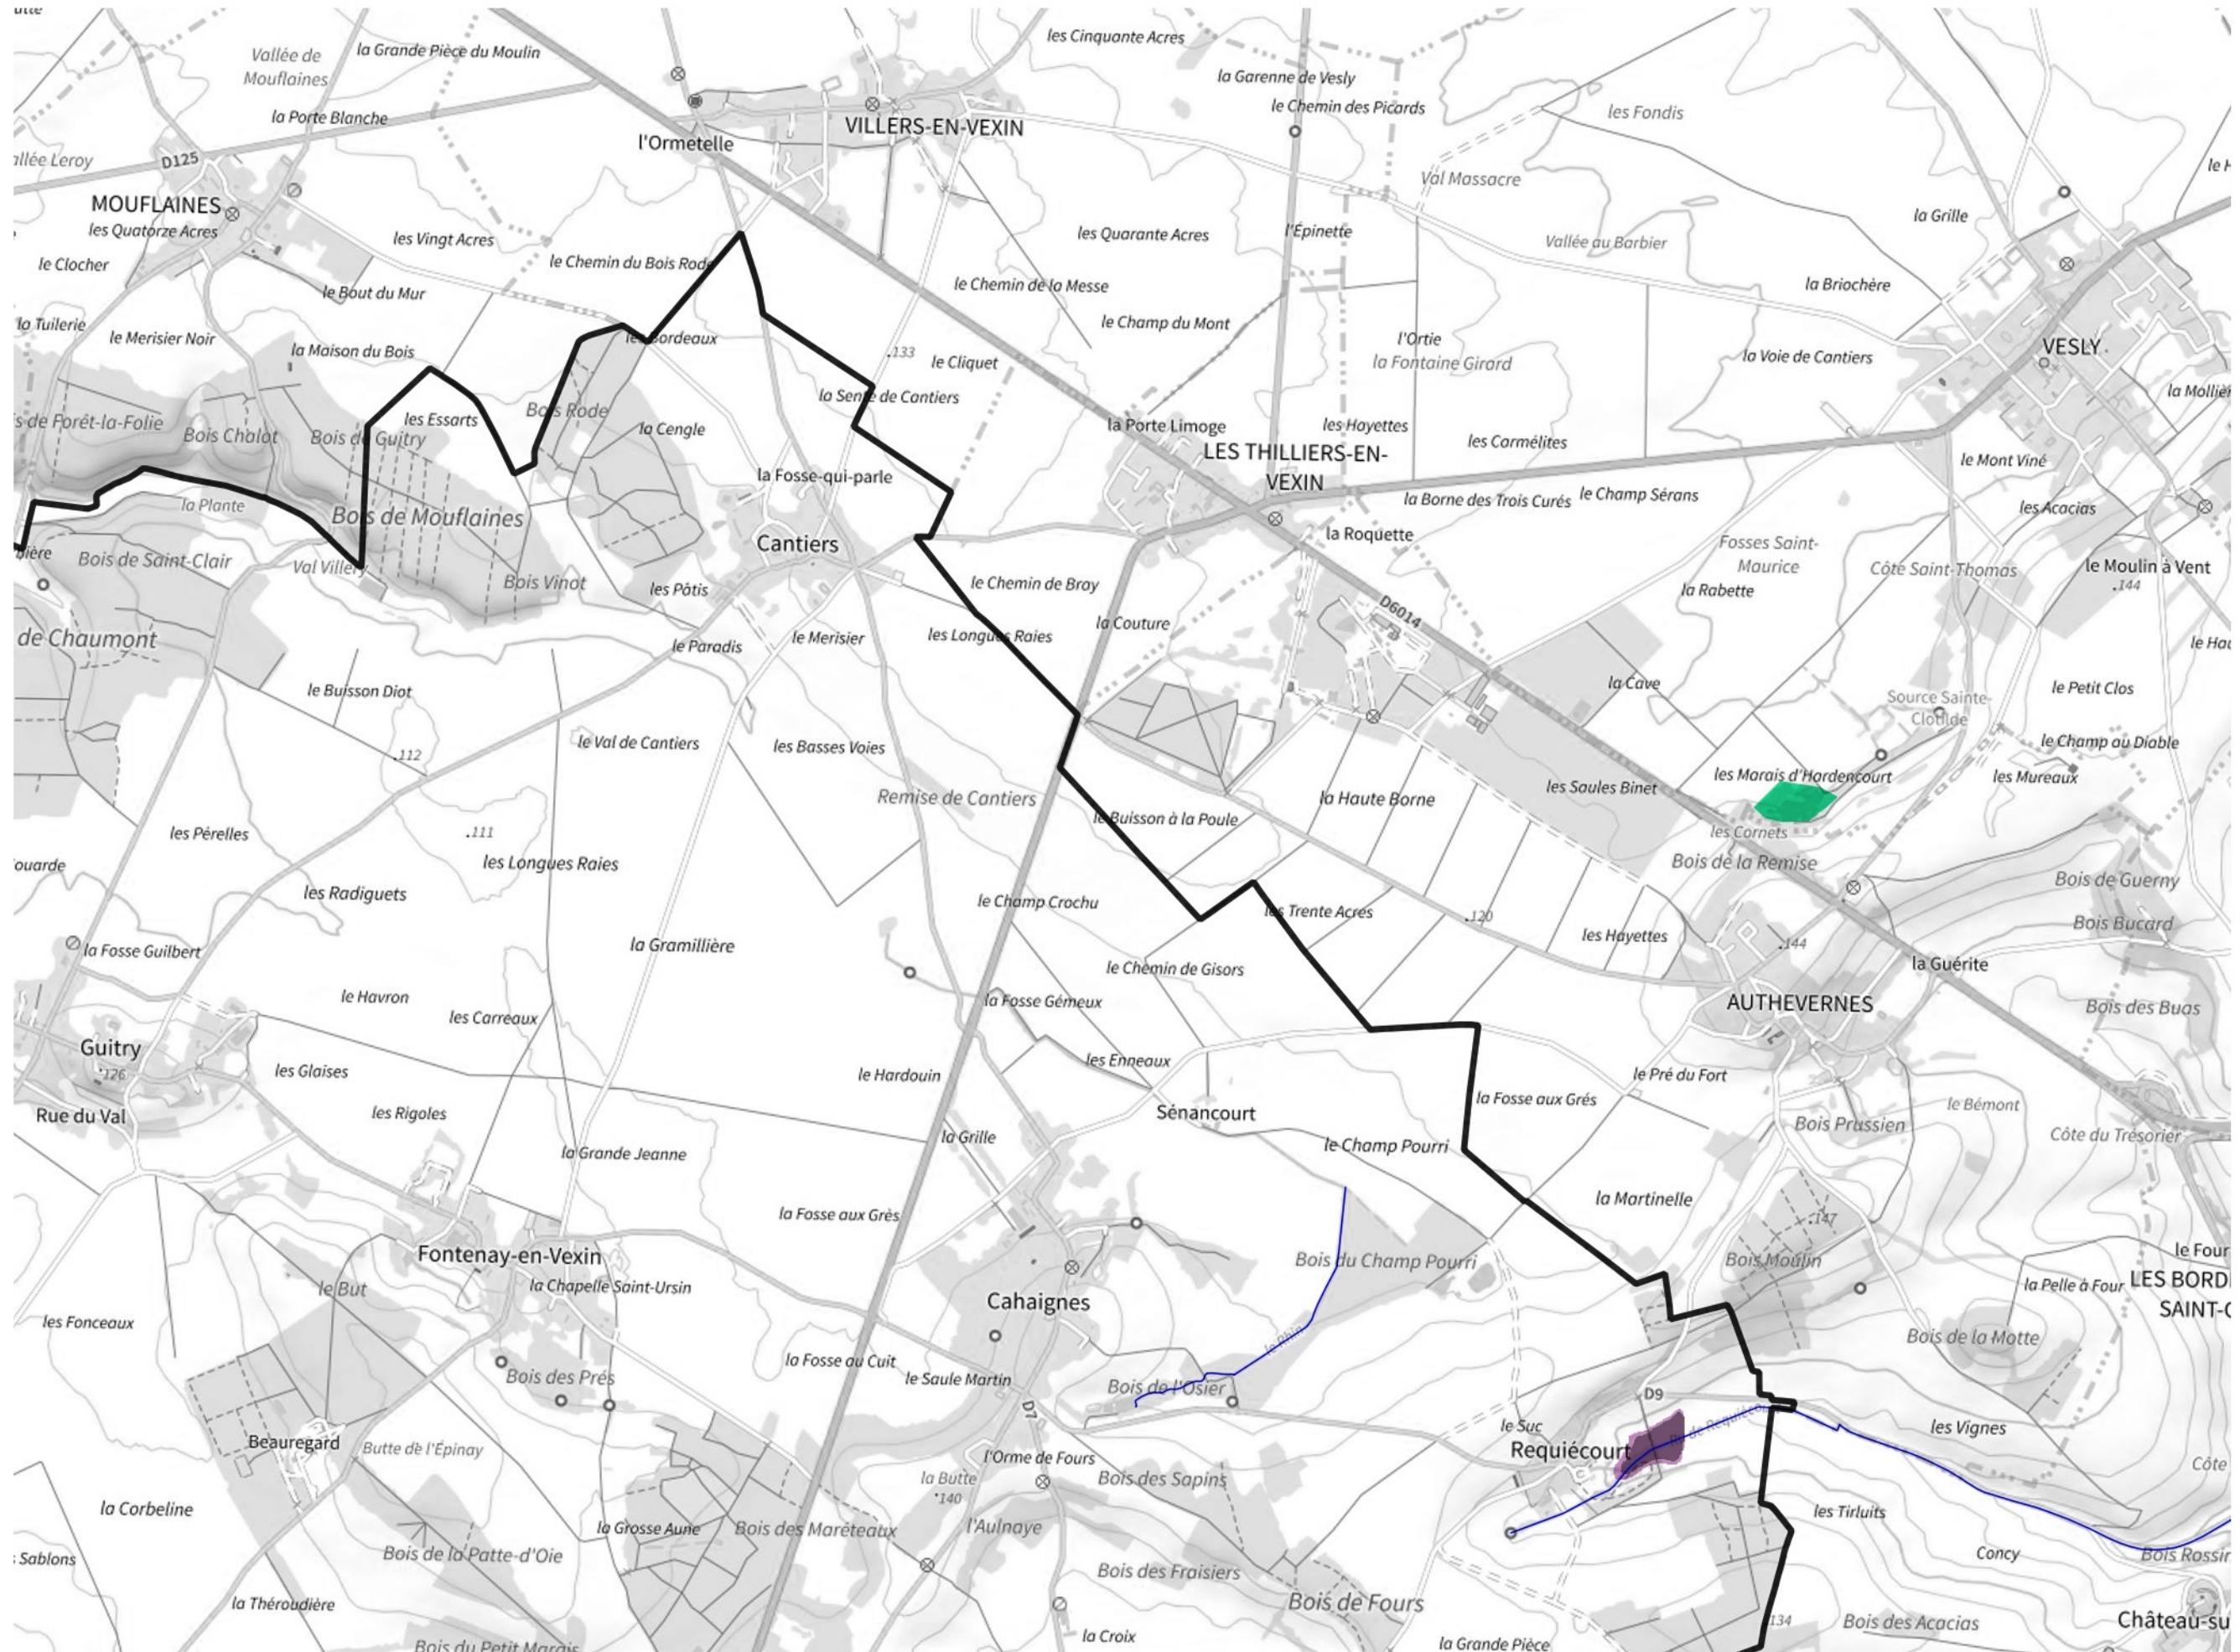 la Grande Pièce du Moulin
les Cinquante Acres
Vallée de
Mouflaines
la Garenne de Vesly
le Chemin des Picards
les Fondis
la Porte Blanche
VILLERS-EN-VEXIN
l'Ormetelle
D125
Val Massacre
MOUFLAINES
les Quatorze Acres
les Vingt Acres
les Quarante Acres
l'Épinette
la Grille
Vallée au Barbier
le Clocher
le Chemin du Bois Rode
le Bout du Mur
le Chemin de la Messe
la Briochère
la Tuilerie
le Merisier Noir
les Bordeaux
le Champ du Mont
l'Ortie
VESLY
la Maison du Bois
133
le Cliquet
la Fontaine Girard
la Voie de Cantiers
la Sente de Cantiers
Bois Rode
les Essarts
s de Forêt-la-Folie
Bois Chalot
Bois de Guitry
la Cengle
la Porte Limoge
les Hayettes
les Carmélites
LES THILLIERS-EN-
VEXIN
le Mont Viné
la Fosse-qui-parle
la Borne des Trois Curés
le Champ Sérans
la Plante
Bois de Mouflaines
les Acacias
Cantiers
la Roquette
Fosses Saint-
Maurice
Bois de Saint-Clair
Val Villery
Bois Vinot
les Pâtis
le Chemin de Bray
la Rabette
Côte Saint-Thomas
le Moulin à Vent
144
D6014
la Couture
de Chaumont
le Paradis
le Merisier
les Longues Raies
le Buisson Diot
la Cave
Source Sainte-
Clotilde
le Petit Clos
112
le Val de Cantiers
les Basses Voies
le Champ au Diable
les Marais d'Hardencourt
les Mureaux
Remise de Cantiers
la Haute Borne
les Saules Binet
le Buisson à la Poule
les Pérelles
111
les Cornets
les Longues Raies
Bois de la Remise
Bois de Guerny
les Radiguets
le Champ Crochu
les Trente Acres
120
Bois Bucard
la Fosse Guilbert
la Gramillière
les Hayettes
144
le Chemin de Gisors
la Guérite
le Havron
la Fosse Gémeux
AUTHEVERNES
Bois des Buas
les Carreaux
Guitry
126
les Glaises
le Hardouin
les Enneaux
le Pré du Fort
la Fosse aux Grés
le Bémont
Rue du Val
les Rigoles
Sénancourt
Bois Prussien
Côte du Trésorier
la Grille
la Grande Jeanne
le Champ Pourri
la Martinelle
la Fosse aux Grès
147
Fontenay-en-Vexin
Bois du Champ Pourri
Bois Moulin
la Pelle à Four
le But
la Chapelle Saint-Ursin
Cahaignes
les Fonceaux
le Rhin
Bois de la Motte
la Fosse au Cuit
le Saule Martin
Bois des Prés
Bois de l'Osier
D9
D7
le Suc
les Vignes
Beauregard
Butte de l'Épinay
l'Orme de Fours
Requiécourt
la Butte
140
Bois des Sapins
la Corbeline
les Tirluits
la Grosse Aune
Bois des Maréteaux
l'Aulnaye
Bois de la Patte-d'Oie
Concy
Bois des Fraisiers
la Théroudière
Bois de Fours
134
Bois des Acacias
la Croix
la Grande Pièce
Bois du Petit Marais